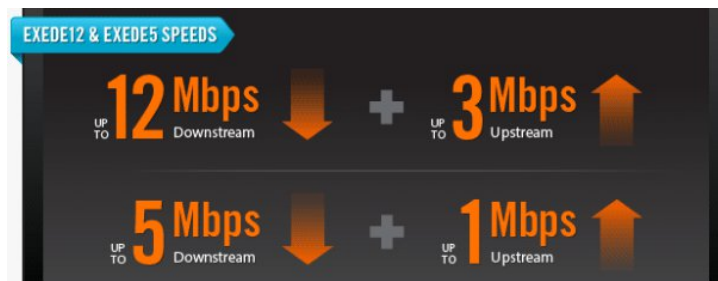 EXEDE12 & EXEDE5 SPEEDS
UP TO 12 Mbps Downstream + UP TO 3 Mbps Upstream
UP TO 5 Mbps Downstream + UP TO 1 Mbps Upstream